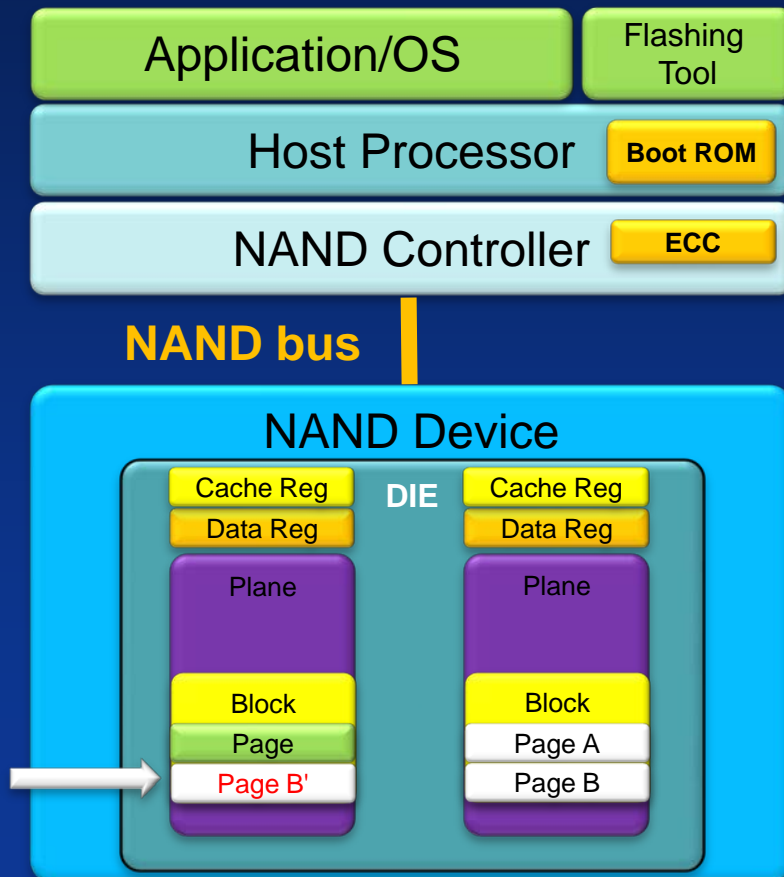 Application/OS
Flashing
Tool
Host Processor
Boot ROM
NAND Controller
ECC
NAND bus
NAND Device
Cache Reg
DIE
Cache Reg
Data Reg
Data Reg
Plane
Plane
Block
Block
Page
Page A
Page B'
Page B